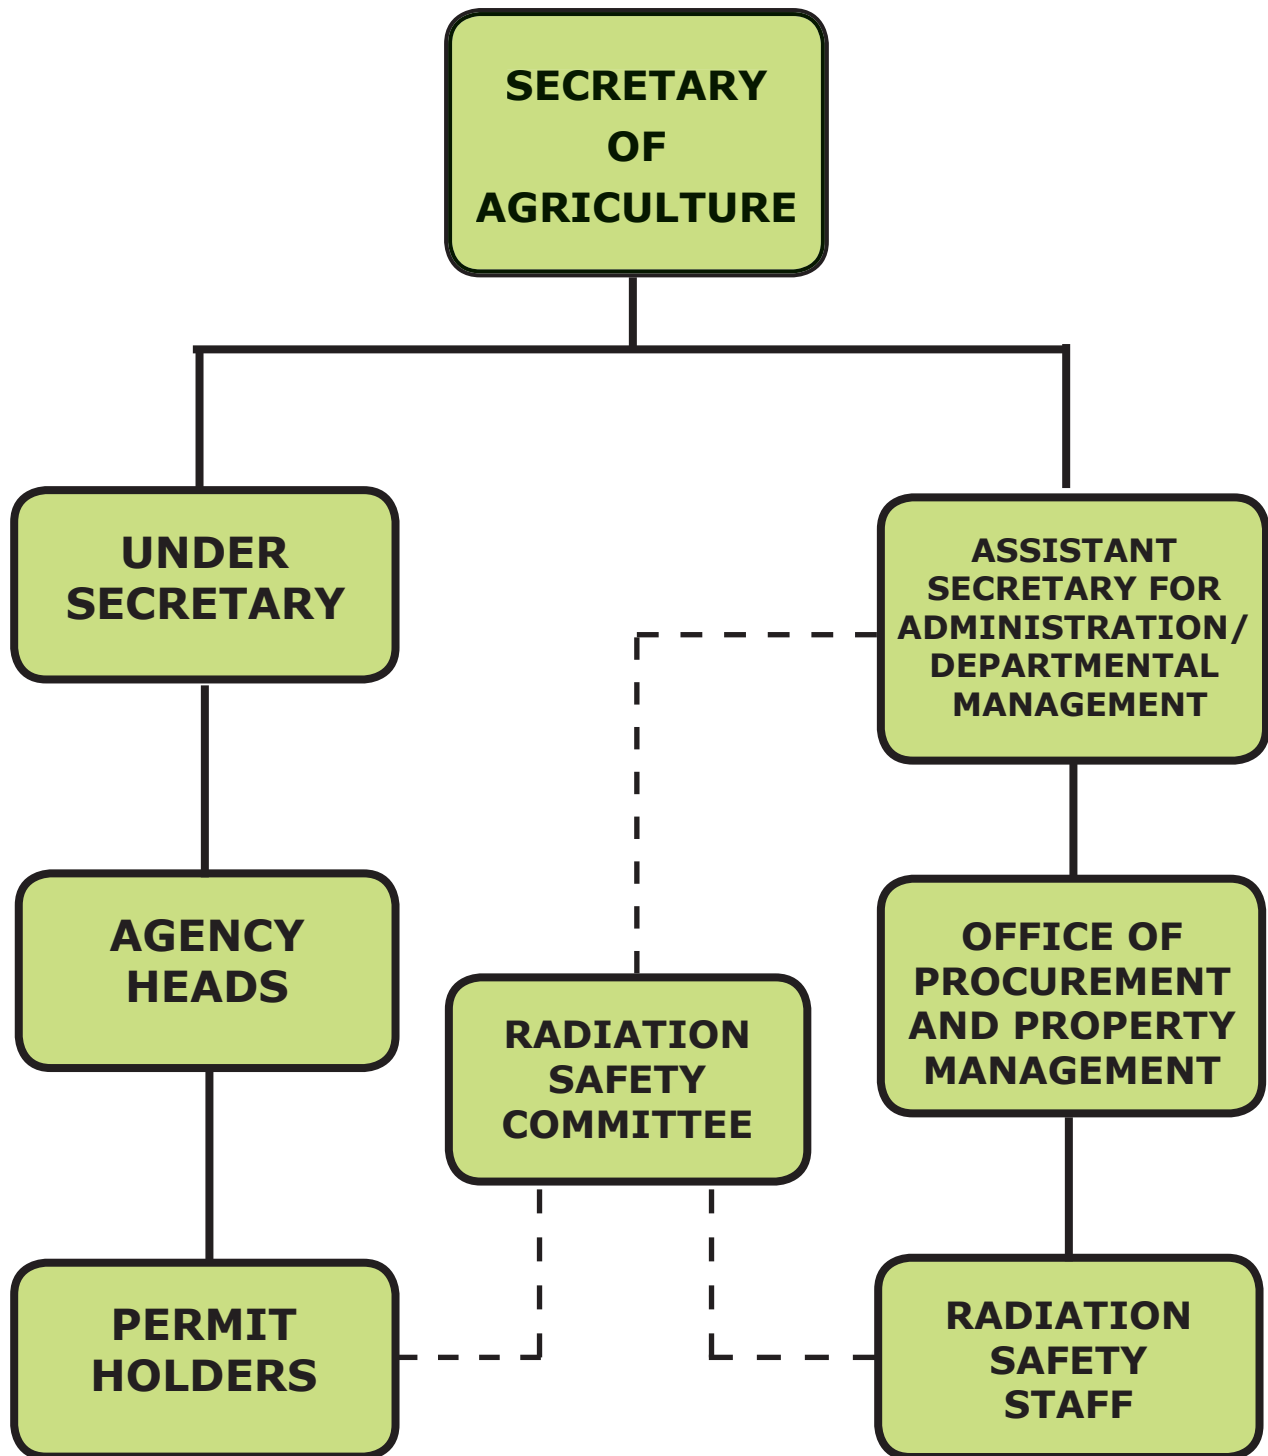 SECRETARY
OF
AGRICULTURE
UNDER
SECRETARY
ASSISTANT
SECRETARY FOR
ADMINISTRATION/
DEPARTMENTAL
MANAGEMENT
AGENCY
HEADS
RADIATION
SAFETY
COMMITTEE
OFFICE OF
PROCUREMENT
AND PROPERTY
MANAGEMENT
PERMIT
HOLDERS
RADIATION
SAFETY
STAFF